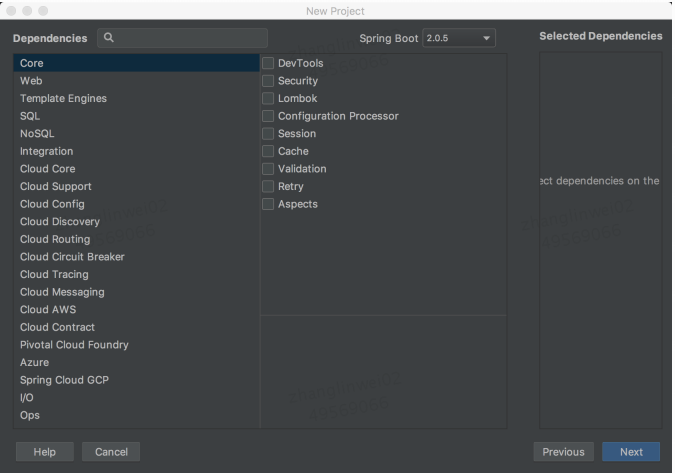 New Project
Dependencies
Spring Boot 2.0.5
Selected Dependencies
Core
Web
Template Engines
SQL
NoSQL
Integration
Cloud Core
Cloud Support
Cloud Config
Cloud Discovery
Cloud Routing
Cloud Circuit Breaker
Cloud Tracing
Cloud Messaging
Cloud AWS
Cloud Contract
Pivotal Cloud Foundry
Azure
Spring Cloud GCP
I/O
Ops
DevTools
Security
Lombok
Configuration Processor
Session
Cache
Validation
Retry
Aspects
ect dependencies on the
Help
Cancel
Previous
Next